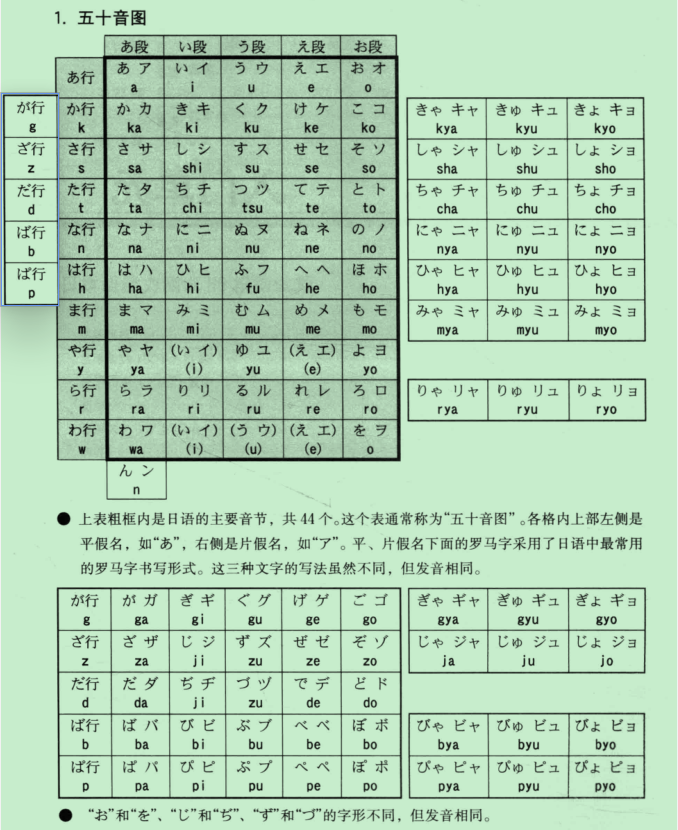 1. 五十音图
あ段 い段 う段 え段 お段
あ行 あ ア い イ う ウ え エ お オ
a i u e o
が行 か行 か カ き キ く ク け ケ こ コ きゃ キャ きゅ キュ きょ キョ
g k ka ki ku ke ko kya kyu kyo
ざ行 さ行 さ サ し シ す ス せ セ そ ソ しゃ シャ しゅ シュ しょ ショ
z s sa shi su se so sha shu sho
だ行 た行 た タ ち チ つ ツ て テ と ト ちゃ チャ ちゅ チュ ちょ チョ
d t ta chi tsu te to cha chu cho
ば行 な行 な ナ に ニ ぬ ヌ ね ネ の ノ にゃ ニャ にゅ ニュ にょ ニョ
b n na ni nu ne no nya nyu nyo
ぱ行 は行 は ハ ひ ヒ ふ フ へ ヘ ほ ホ ひゃ ヒャ ひゅ ヒュ ひょ ヒョ
p h ha hi fu he ho hya hyu hyo
ま行 ま マ み ミ む ム め メ も モ みゃ ミャ みゅ ミュ みょ ミョ
m ma mi mu me mo mya myu myo
や行 や ヤ (い イ) ゆ ユ (え エ) よ ヨ
y ya (i) yu (e) yo
ら行 ら ラ り リ る ル れ レ ろ ロ りゃ リャ りゅ リュ りょ リョ
r ra ri ru re ro rya ryu ryo
わ行 わ ワ (い イ) (う ウ) (え エ) を ヲ
w wa (i) (u) (e) o
ん ン
n
● 上表粗框内是日语的主要音节，共 44 个。这个表通常称为“五十音图”。各格内上部左侧是
平假名，如“あ”，右侧是片假名，如“ア”。平、片假名下面的罗马字采用了日语中最常用
的罗马字书写形式。这三种文字的写法虽然不同，但发音相同。
が行 が ガ ぎ ギ ぐ グ げ ゲ ご ゴ ぎゃ ギャ ぎゅ ギュ ぎょ ギョ
g ga gi gu ge go gya gyu gyo
ざ行 ざ ザ じ ジ ず ズ ぜ ゼ ぞ ゾ じゃ ジャ じゅ ジュ じょ ジョ
z za ji zu ze zo ja ju jo
だ行 だ ダ ぢ ヂ づ ヅ で デ ど ド
d da ji zu de do
ば行 ば バ び ビ ぶ ブ べ ベ ぼ ボ びゃ ビャ びゅ ビュ びょ ビョ
b ba bi bu be bo bya byu byo
ぱ行 ぱ パ ぴ ピ ぷ プ ぺ ペ ぽ ポ ぴゃ ピャ ぴゅ ピュ ぴょ ピョ
p pa pi pu pe po pya pyu pyo
● “お”和“を”、“じ”和“ぢ”、“ず”和“づ”的字形不同，但发音相同。